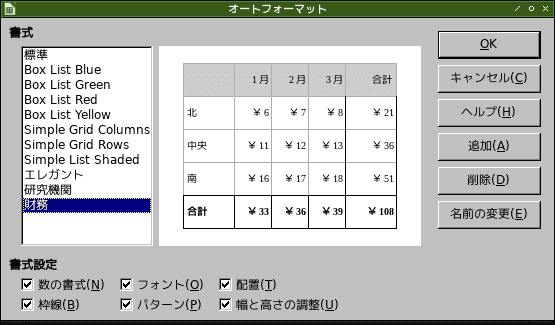 オートフォーマット
書式
標準
Box List Blue
Box List Green
Box List Red
Box List Yellow
Simple Grid Columns
Simple Grid Rows
Simple List Shaded
エレガント
研究機関
財務
1月 2月 3月 合計
北 ¥6 ¥7 ¥8 ¥21
中央 ¥11 ¥12 ¥13 ¥36
南 ¥16 ¥17 ¥18 ¥51
合計 ¥33 ¥36 ¥39 ¥108
OK
キャンセル(C)
ヘルプ(H)
追加(A)
削除(D)
名前の変更(E)
書式設定
数の書式(N) フォント(O) 配置(T)
枠線(B) パターン(P) 幅と高さの調整(U)